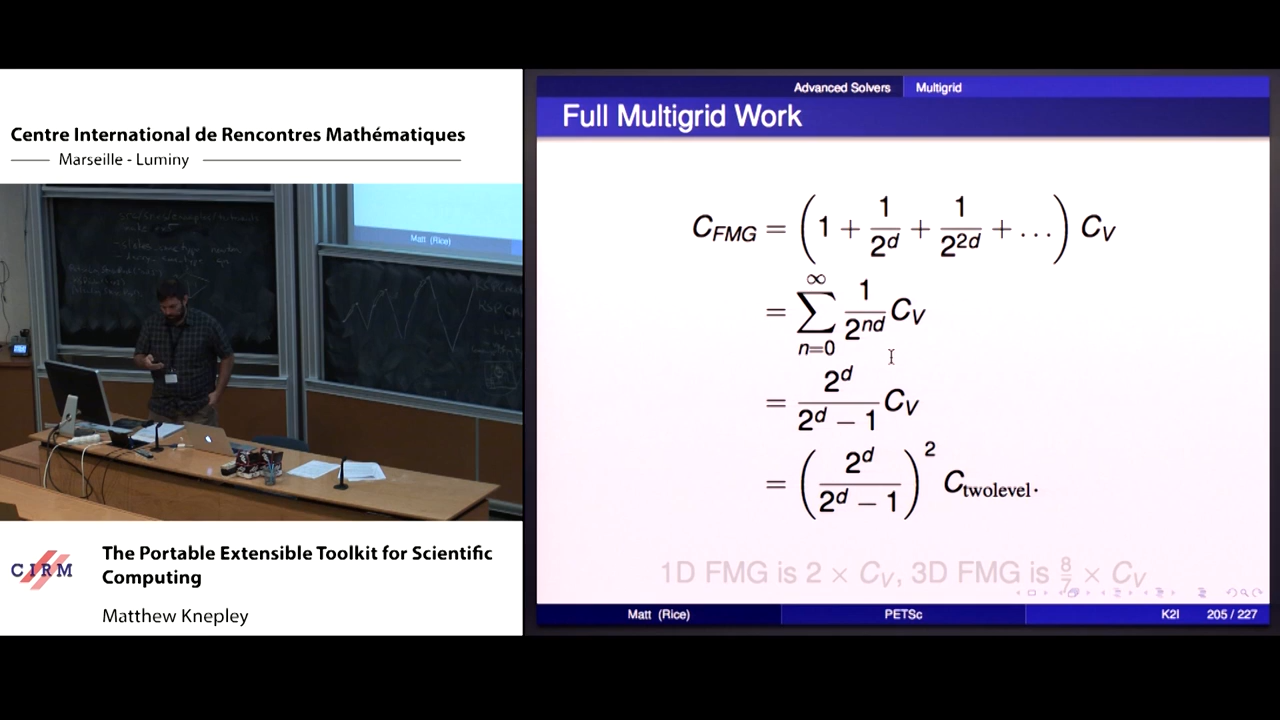 Centre International de Rencontres Mathématiques
Marseille - Luminy
Matt (Rice)
CIRM
The Portable Extensible Toolkit for Scientific
Computing
Matthew Knepley
Advanced Solvers Multigrid
Full Multigrid Work
C_FMG = (1 + 1/2^d + 1/2^{2d} + ...) C_V
= ∑_{n=0}^{∞} 1/2^{nd} C_V
= 2^d/(2^d − 1) C_V
= (2^d/(2^d − 1))^2 C_twolevel.
1D FMG is 2 × C_V, 3D FMG is 8/7 × C_V
Matt (Rice) PETSc K2I 205 / 227